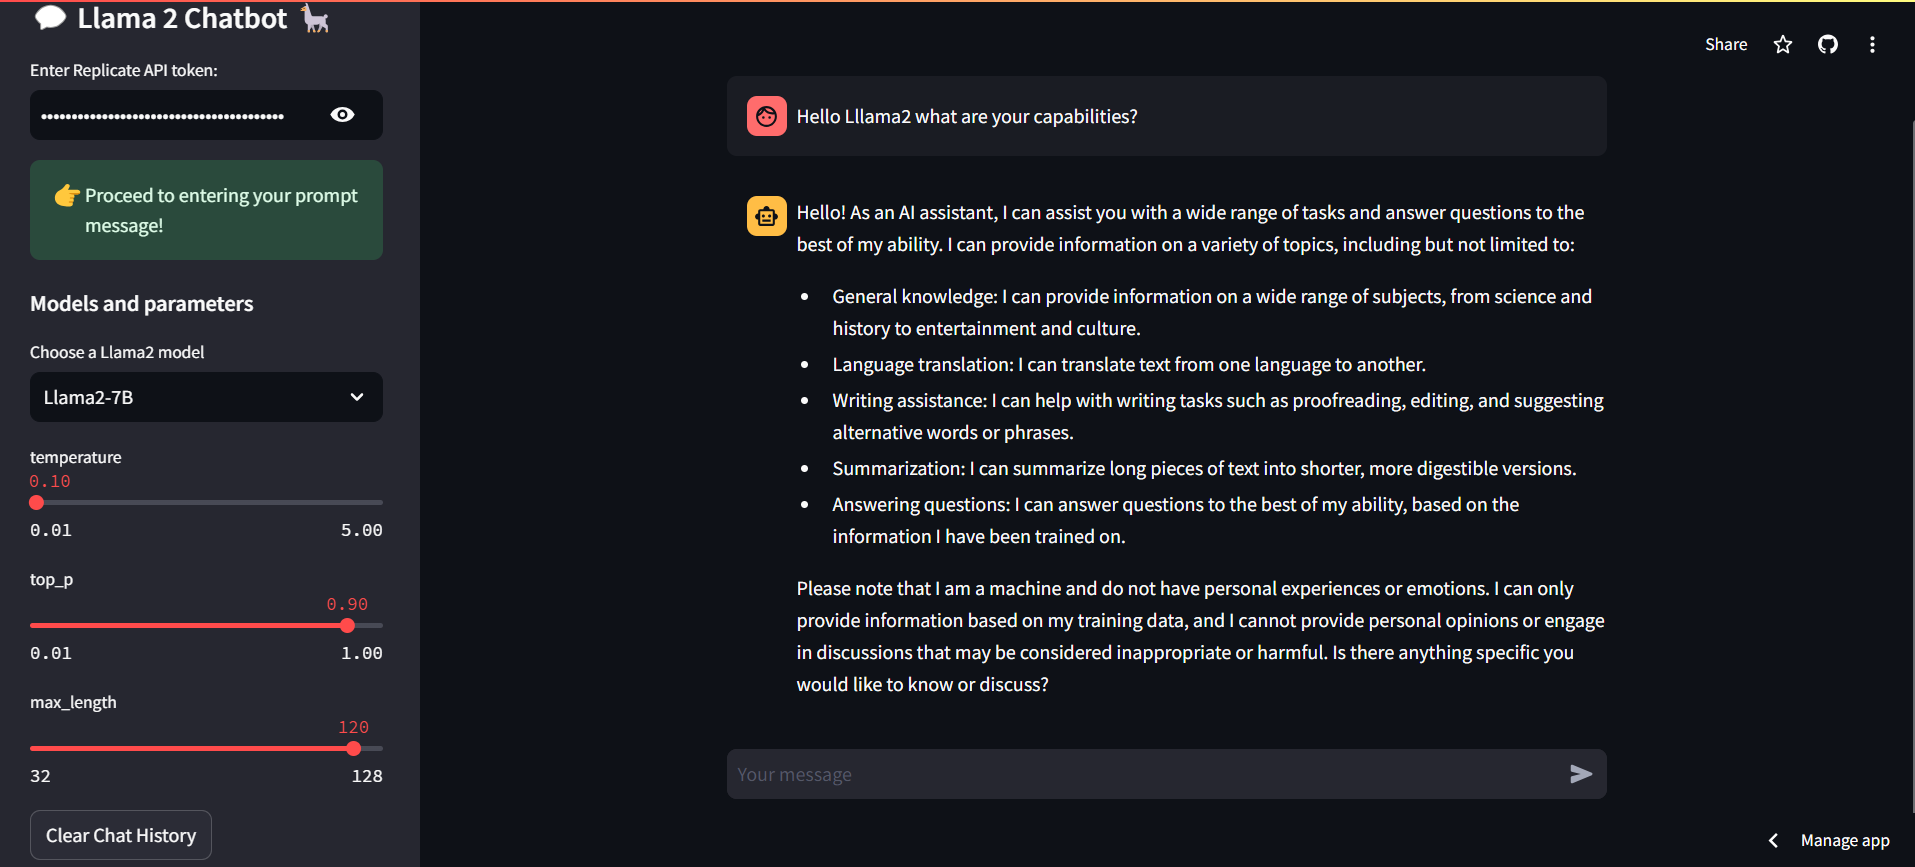 Llama 2 Chatbot
Enter Replicate API token:
Proceed to entering your prompt
message!
Models and parameters
Choose a Llama2 model
Llama2-7B
temperature
0.10
0.01 5.00
top_p
0.90
0.01 1.00
max_length
120
32 128
Clear Chat History
Share
Hello Lllama2 what are your capabilities?
Hello! As an AI assistant, I can assist you with a wide range of tasks and answer questions to the
best of my ability. I can provide information on a variety of topics, including but not limited to:
• General knowledge: I can provide information on a wide range of subjects, from science and
history to entertainment and culture.
• Language translation: I can translate text from one language to another.
• Writing assistance: I can help with writing tasks such as proofreading, editing, and suggesting
alternative words or phrases.
• Summarization: I can summarize long pieces of text into shorter, more digestible versions.
• Answering questions: I can answer questions to the best of my ability, based on the
information I have been trained on.
Please note that I am a machine and do not have personal experiences or emotions. I can only
provide information based on my training data, and I cannot provide personal opinions or engage
in discussions that may be considered inappropriate or harmful. Is there anything specific you
would like to know or discuss?
Your message
Manage app